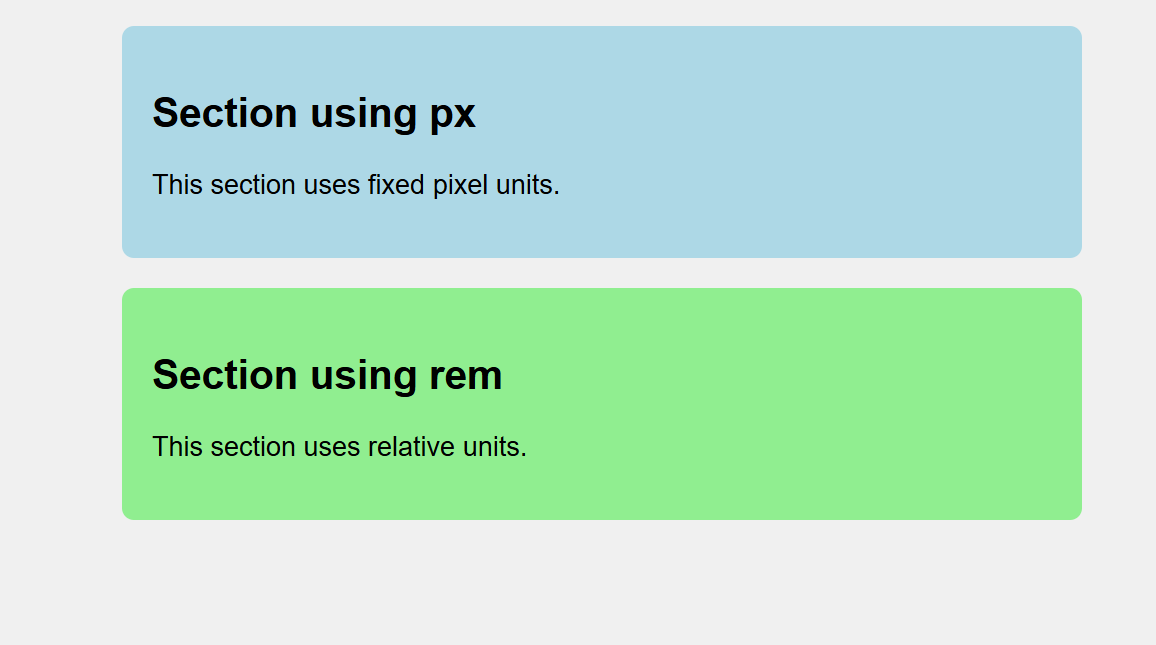 Section using px
This section uses fixed pixel units.
Section using rem
This section uses relative units.